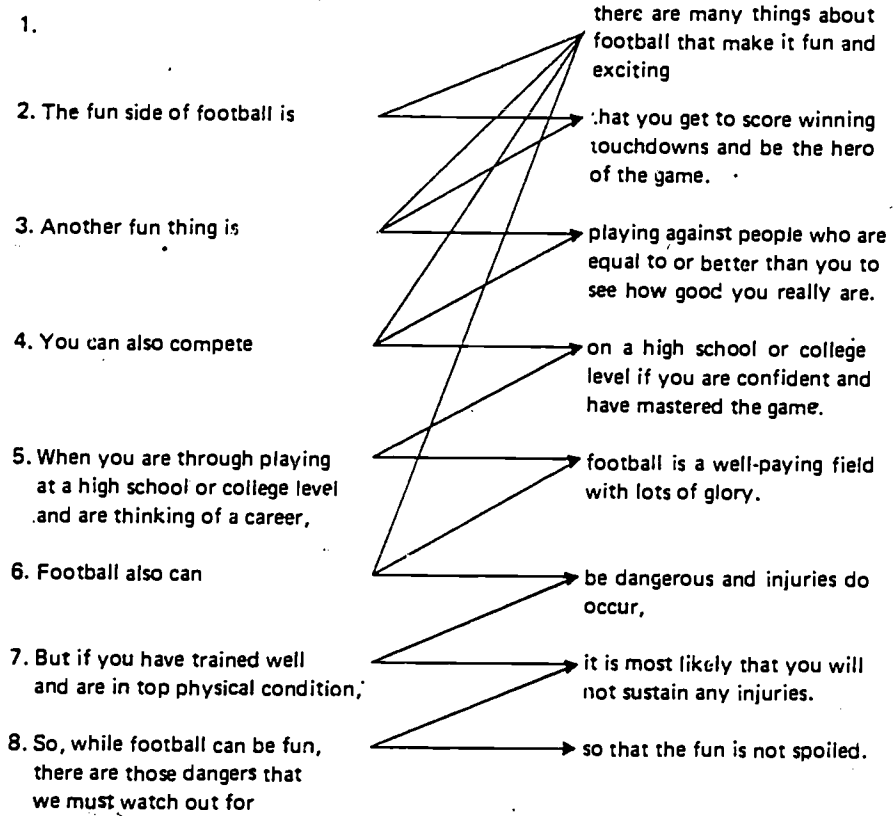 1.
there are many things about
football that make it fun and
exciting
2. The fun side of football is
that you get to score winning
touchdowns and be the hero
of the game.
3. Another fun thing is
playing against people who are
equal to or better than you to
see how good you really are.
4. You can also compete
on a high school or college
level if you are confident and
have mastered the game.
5. When you are through playing
at a high school or college level
and are thinking of a career,
football is a well-paying field
with lots of glory.
6. Football also can
be dangerous and injuries do
occur,
7. But if you have trained well
and are in top physical condition,
it is most likely that you will
not sustain any injuries.
8. So, while football can be fun,
there are those dangers that
we must watch out for
so that the fun is not spoiled.